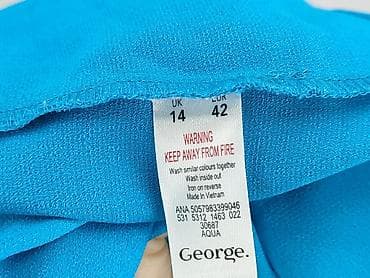 UK EUR
14 42
WARNING
KEEP AWAY FROM FIRE
Wash similar colours together
Wash inside out
Iron on reverse
Made in Vietnam
ANA 5057983399046
531 5312 1463 022
30687
AQUA
George.